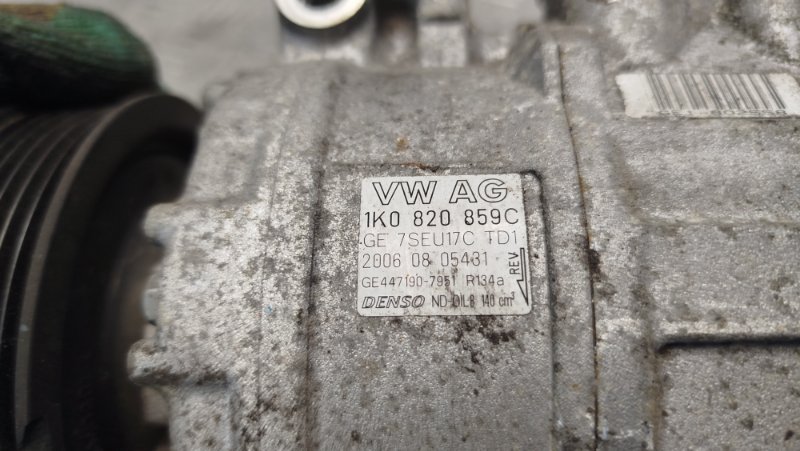 VW AG
1K0 820 859C
GE 7SEU17C TD1
2006 08 05431
GE447190-7951 R134a
DENSO ND-OIL8 140 cm³
REV